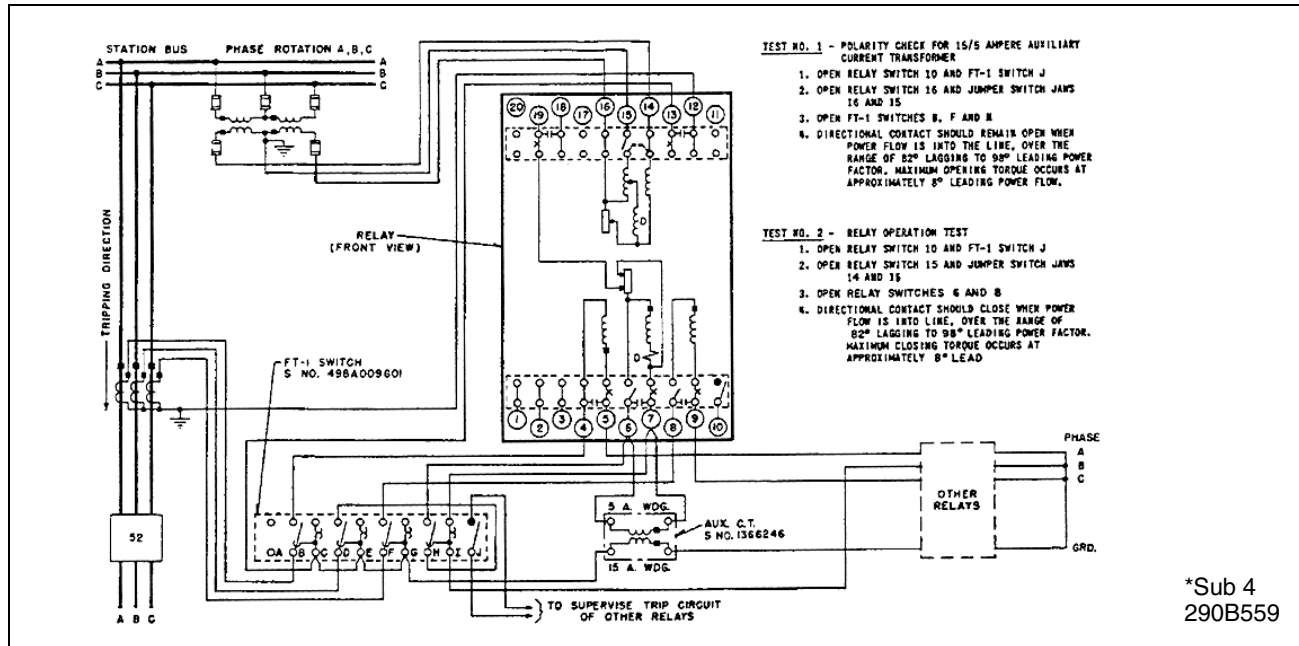 STATION BUS PHASE ROTATION A,B,C
A A
B B
C C
TEST NO. 1 - POLARITY CHECK FOR 15/5 AMPERE AUXILIARY
CURRENT TRANSFORMER
1. OPEN RELAY SWITCH 10 AND FT-1 SWITCH J
2. OPEN RELAY SWITCH 16 AND JUMPER SWITCH JAWS
16 AND 15
3. OPEN FT-1 SWITCHES B, F AND H
4. DIRECTIONAL CONTACT SHOULD REMAIN OPEN WHEN
POWER FLOW IS INTO THE LINE, OVER THE
RANGE OF 82° LAGGING TO 98° LEADING POWER
FACTOR. MAXIMUM OPENING TORQUE OCCURS AT
APPROXIMATELY 8° LEADING POWER FLOW.
20 19 18 17 16 15 14 13 12 11
D
RELAY
(FRONT VIEW)
TEST NO. 2 - RELAY OPERATION TEST
1. OPEN RELAY SWITCH 10 AND FT-1 SWITCH J
2. OPEN RELAY SWITCH 15 AND JUMPER SWITCH JAWS
14 AND 15
3. OPEN RELAY SWITCHES 6 AND 8
4. DIRECTIONAL CONTACT SHOULD CLOSE WHEN POWER
FLOW IS INTO LINE, OVER THE RANGE OF
82° LAGGING TO 98° LEADING POWER FACTOR.
MAXIMUM CLOSING TORQUE OCCURS AT
APPROXIMATELY 8° LEAD
TRIPPING DIRECTION
D
FT-1 SWITCH
S NO. 498A009G01
1 2 3 4 5 6 7 8 9 10
PHASE
A
B
C
OTHER
RELAYS
GRD.
5 A. WDG.
AUX. C.T.
S NO. 1366246
15 A. WDG.
52
A B C D E F G H I J
TO SUPERVISE TRIP CIRCUIT
OF OTHER RELAYS
A B C
*Sub 4
290B559